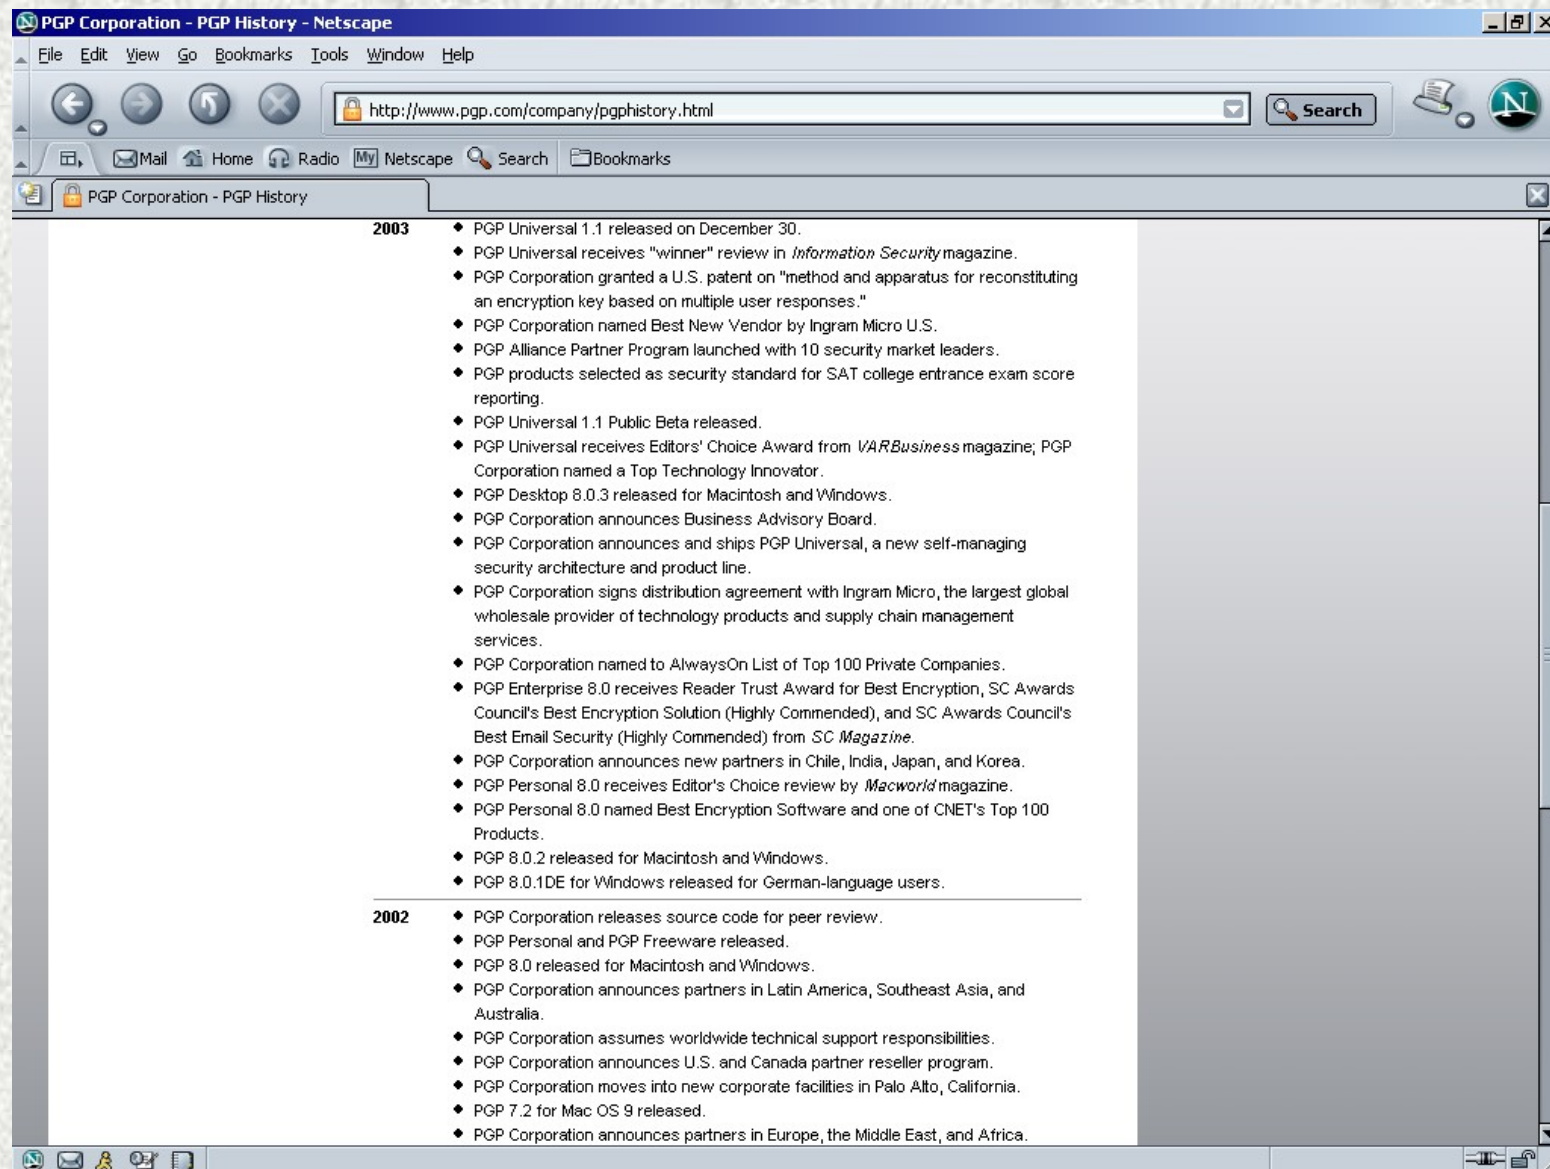 PGP Corporation - PGP History - Netscape
File Edit View Go Bookmarks Tools Window Help
http://www.pgp.com/company/pgphistory.html Search N
Mail Home Radio My Netscape Search Bookmarks
PGP Corporation - PGP History
2003 ◆ PGP Universal 1.1 released on December 30.
◆ PGP Universal receives "winner" review in Information Security magazine.
◆ PGP Corporation granted a U.S. patent on "method and apparatus for reconstituting
an encryption key based on multiple user responses."
◆ PGP Corporation named Best New Vendor by Ingram Micro U.S.
◆ PGP Alliance Partner Program launched with 10 security market leaders.
◆ PGP products selected as security standard for SAT college entrance exam score
reporting.
◆ PGP Universal 1.1 Public Beta released.
◆ PGP Universal receives Editors' Choice Award from VARBusiness magazine; PGP
Corporation named a Top Technology Innovator.
◆ PGP Desktop 8.0.3 released for Macintosh and Windows.
◆ PGP Corporation announces Business Advisory Board.
◆ PGP Corporation announces and ships PGP Universal, a new self-managing
security architecture and product line.
◆ PGP Corporation signs distribution agreement with Ingram Micro, the largest global
wholesale provider of technology products and supply chain management
services.
◆ PGP Corporation named to AlwaysOn List of Top 100 Private Companies.
◆ PGP Enterprise 8.0 receives Reader Trust Award for Best Encryption, SC Awards
Council's Best Encryption Solution (Highly Commended), and SC Awards Council's
Best Email Security (Highly Commended) from SC Magazine.
◆ PGP Corporation announces new partners in Chile, India, Japan, and Korea.
◆ PGP Personal 8.0 receives Editor's Choice review by Macworld magazine.
◆ PGP Personal 8.0 named Best Encryption Software and one of CNET's Top 100
Products.
◆ PGP 8.0.2 released for Macintosh and Windows.
◆ PGP 8.0.1DE for Windows released for German-language users.
2002 ◆ PGP Corporation releases source code for peer review.
◆ PGP Personal and PGP Freeware released.
◆ PGP 8.0 released for Macintosh and Windows.
◆ PGP Corporation announces partners in Latin America, Southeast Asia, and
Australia.
◆ PGP Corporation assumes worldwide technical support responsibilities.
◆ PGP Corporation announces U.S. and Canada partner reseller program.
◆ PGP Corporation moves into new corporate facilities in Palo Alto, California.
◆ PGP 7.2 for Mac OS 9 released.
◆ PGP Corporation announces partners in Europe, the Middle East, and Africa.